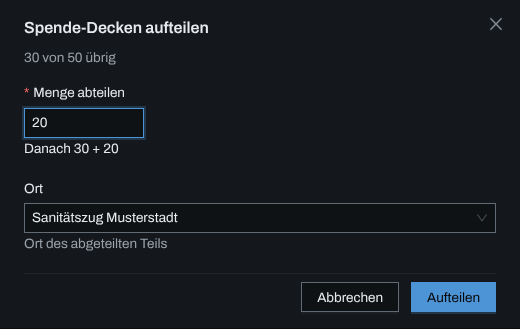 Spende-Decken aufteilen
30 von 50 übrig
* Menge abteilen
20
Danach 30 + 20
Ort
Sanitätszug Musterstadt
Ort des abgeteilten Teils
Abbrechen
Aufteilen